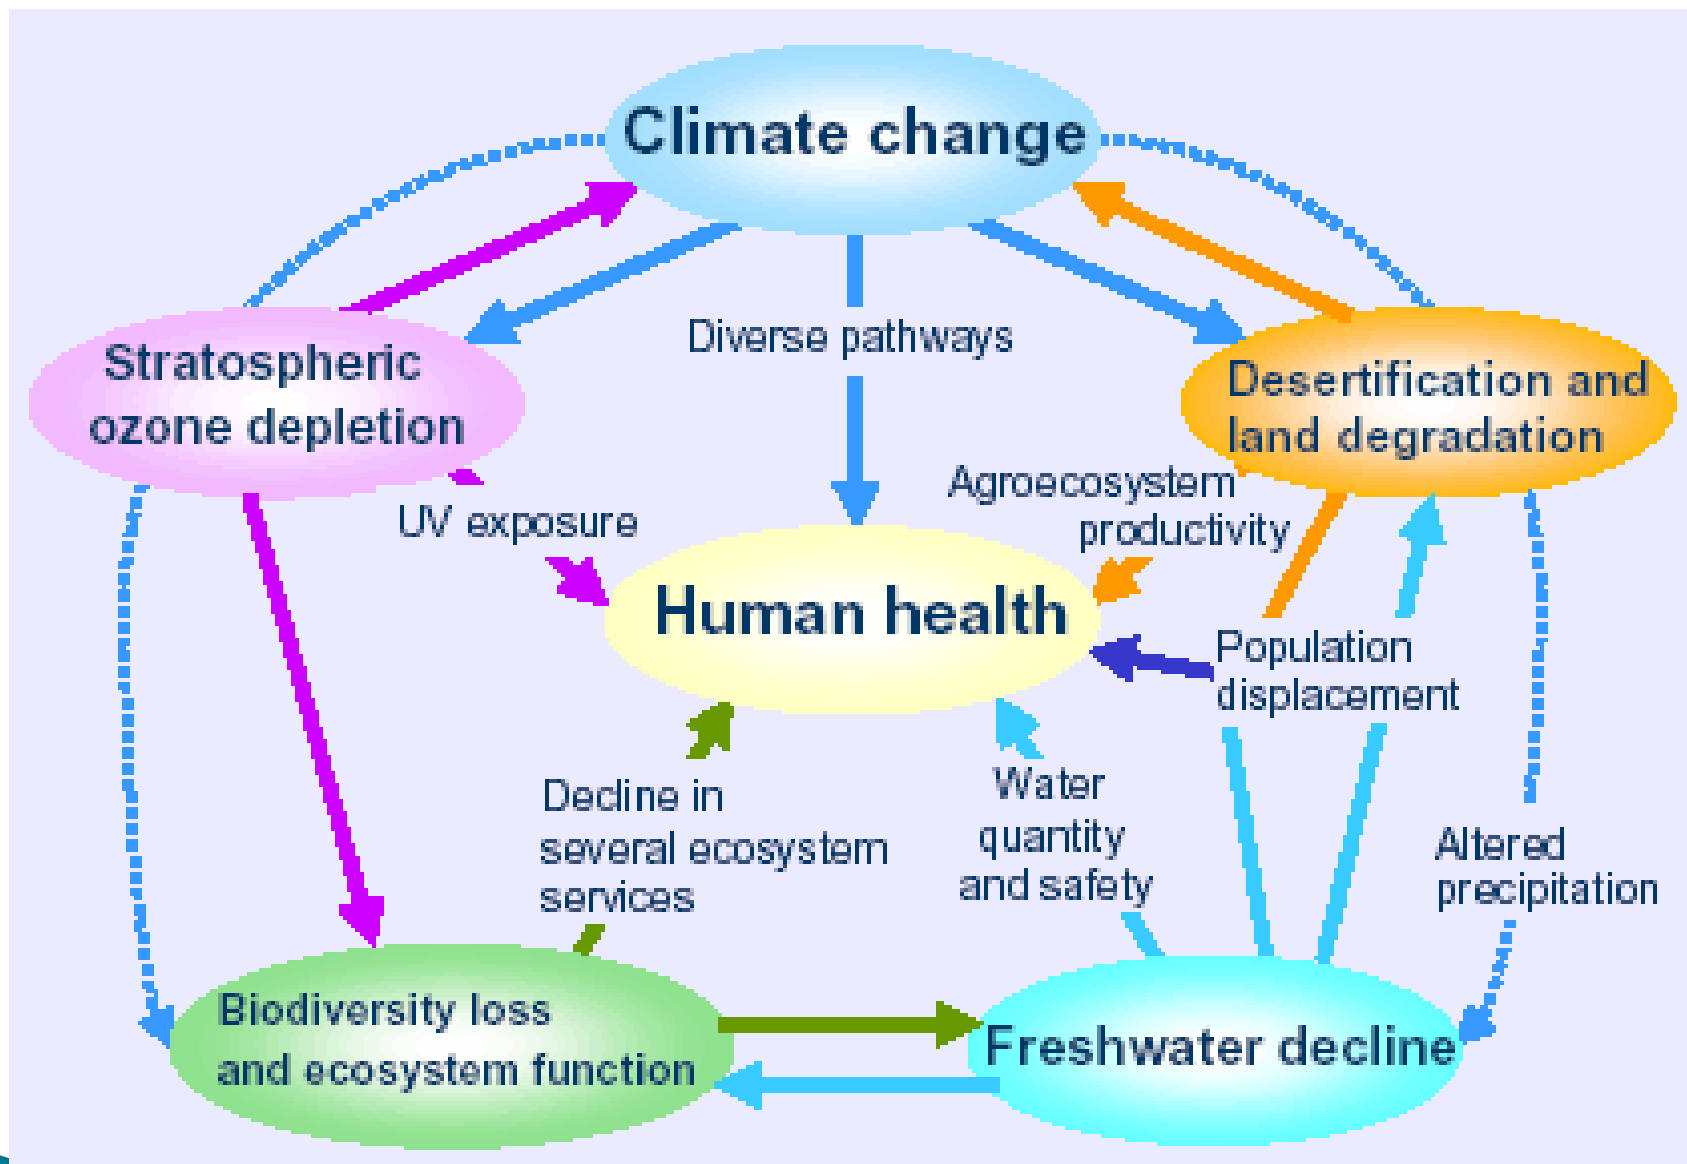 Climate change
Diverse pathways
Stratospheric
ozone depletion
Desertification and
land degradation
UV exposure
Agroecosystem
productivity
Human health
Population
displacement
Decline in
several ecosystem
services
Water
quantity
and safety
Altered
precipitation
Biodiversity loss
and ecosystem function
Freshwater decline